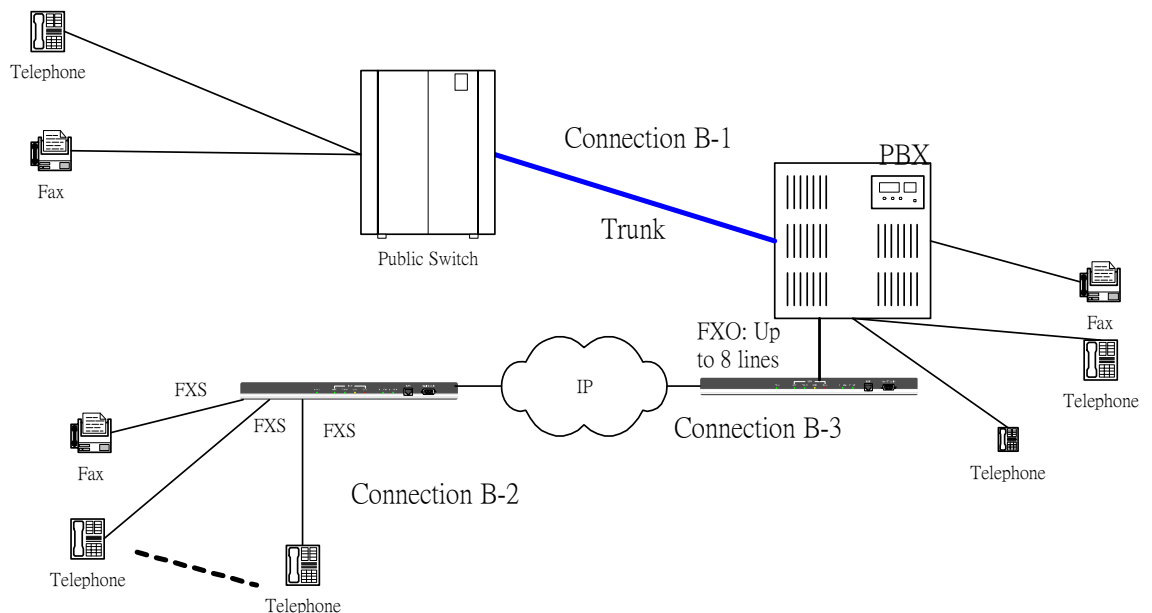 Telephone
Fax
Public Switch
Connection B-1
Trunk
PBX
Fax
Telephone
Telephone
FXO: Up
to 8 lines
IP
Connection B-3
FXS
FXS
FXS
Fax
Connection B-2
Telephone
Telephone